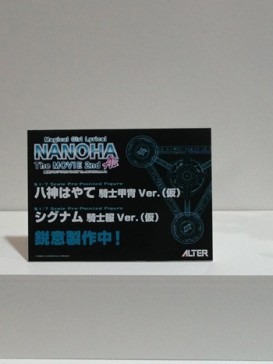 Magical Girl Lyrical
NANOHA
The MOVIE 2nd A's
1/7 Scale Pre-Painted Figure
八神はやて 騎士甲冑 Ver.(仮)
1/7 Scale Pre-Painted Figure
シグナム 騎士服 Ver.(仮)
鋭意製作中!
ALTER